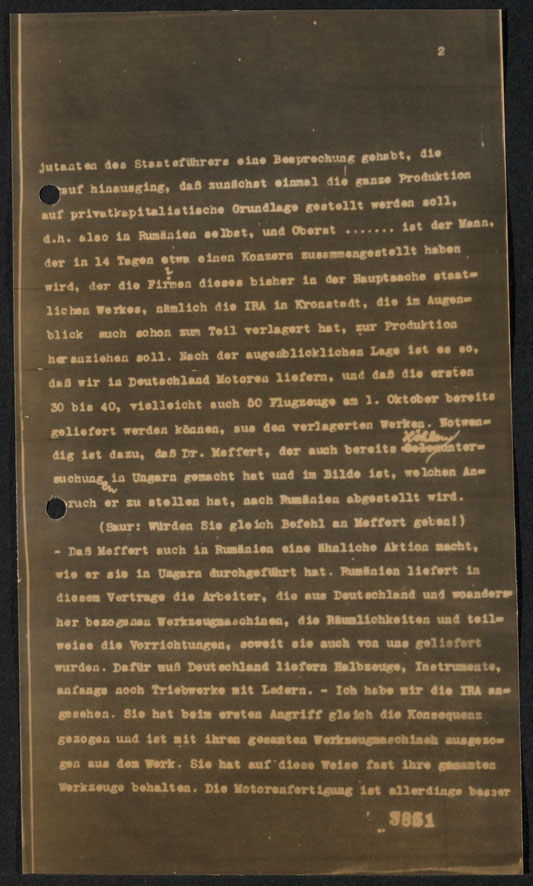 2
jutanten des Staatsführers eine Besprechung gehabt, die
auf hinausging, daß zunächst einmal die ganze Produktion
auf privatkapitalistische Grundlage gestellt werden soll,
d.h. also in Rumänien selbst, und Oberst ....... ist der Mann,
der in 14 Tagen etwa einen Konzern zusammengestellt haben
wird, der die Firmen dieses bisher in der Hauptsache staat-
lichen Werkes, nämlich die IRA in Kronstadt, die im Augen-
blick auch schon zum Teil verlagert hat, zur Produktion
heranziehen soll. Nach der augenblicklichen Lage ist es so,
daß wir in Deutschland Motoren liefern, und daß die ersten
30 bis 40, vielleicht auch 50 Flugzeuge am 1. Oktober bereits
geliefert werden können, aus den verlagerten Werken. Notwen-
dig ist dazu, daß Dr. Meffert, der auch bereits Höhlenunter-
suchungen in Ungarn gemacht hat und im Bilde ist, welchen An-
pruch er zu stellen hat, nach Rumänien abgestellt wird.
(Saur: Würden Sie gleich Befehl an Meffert geben!)
- Daß Meffert auch in Rumänien eine ähnliche Aktion macht,
wie er sie in Ungarn durchgeführt hat. Rumänien liefert in
diesem Vertrage die Arbeiter, die aus Deutschland und woanders
her bezogenen Werkzeugmaschinen, die Räumlichkeiten und teil-
weise die Vorrichtungen, soweit sie auch von uns geliefert
wurden. Dafür muß Deutschland liefern Halbzeuge, Instrumente,
anfangs noch Triebwerke mit Ladern. - Ich habe mir die IRA an-
gesehen. Sie hat beim ersten Angriff gleich die Konsequenz
gezogen und ist mit ihren gesamten Werkzeugmaschineh ausgezo-
gen aus dem Werk. Sie hat auf diese Weise fast ihre gesamten
Werkzeuge behalten. Die Motorenfertigung ist allerdings besser
3851